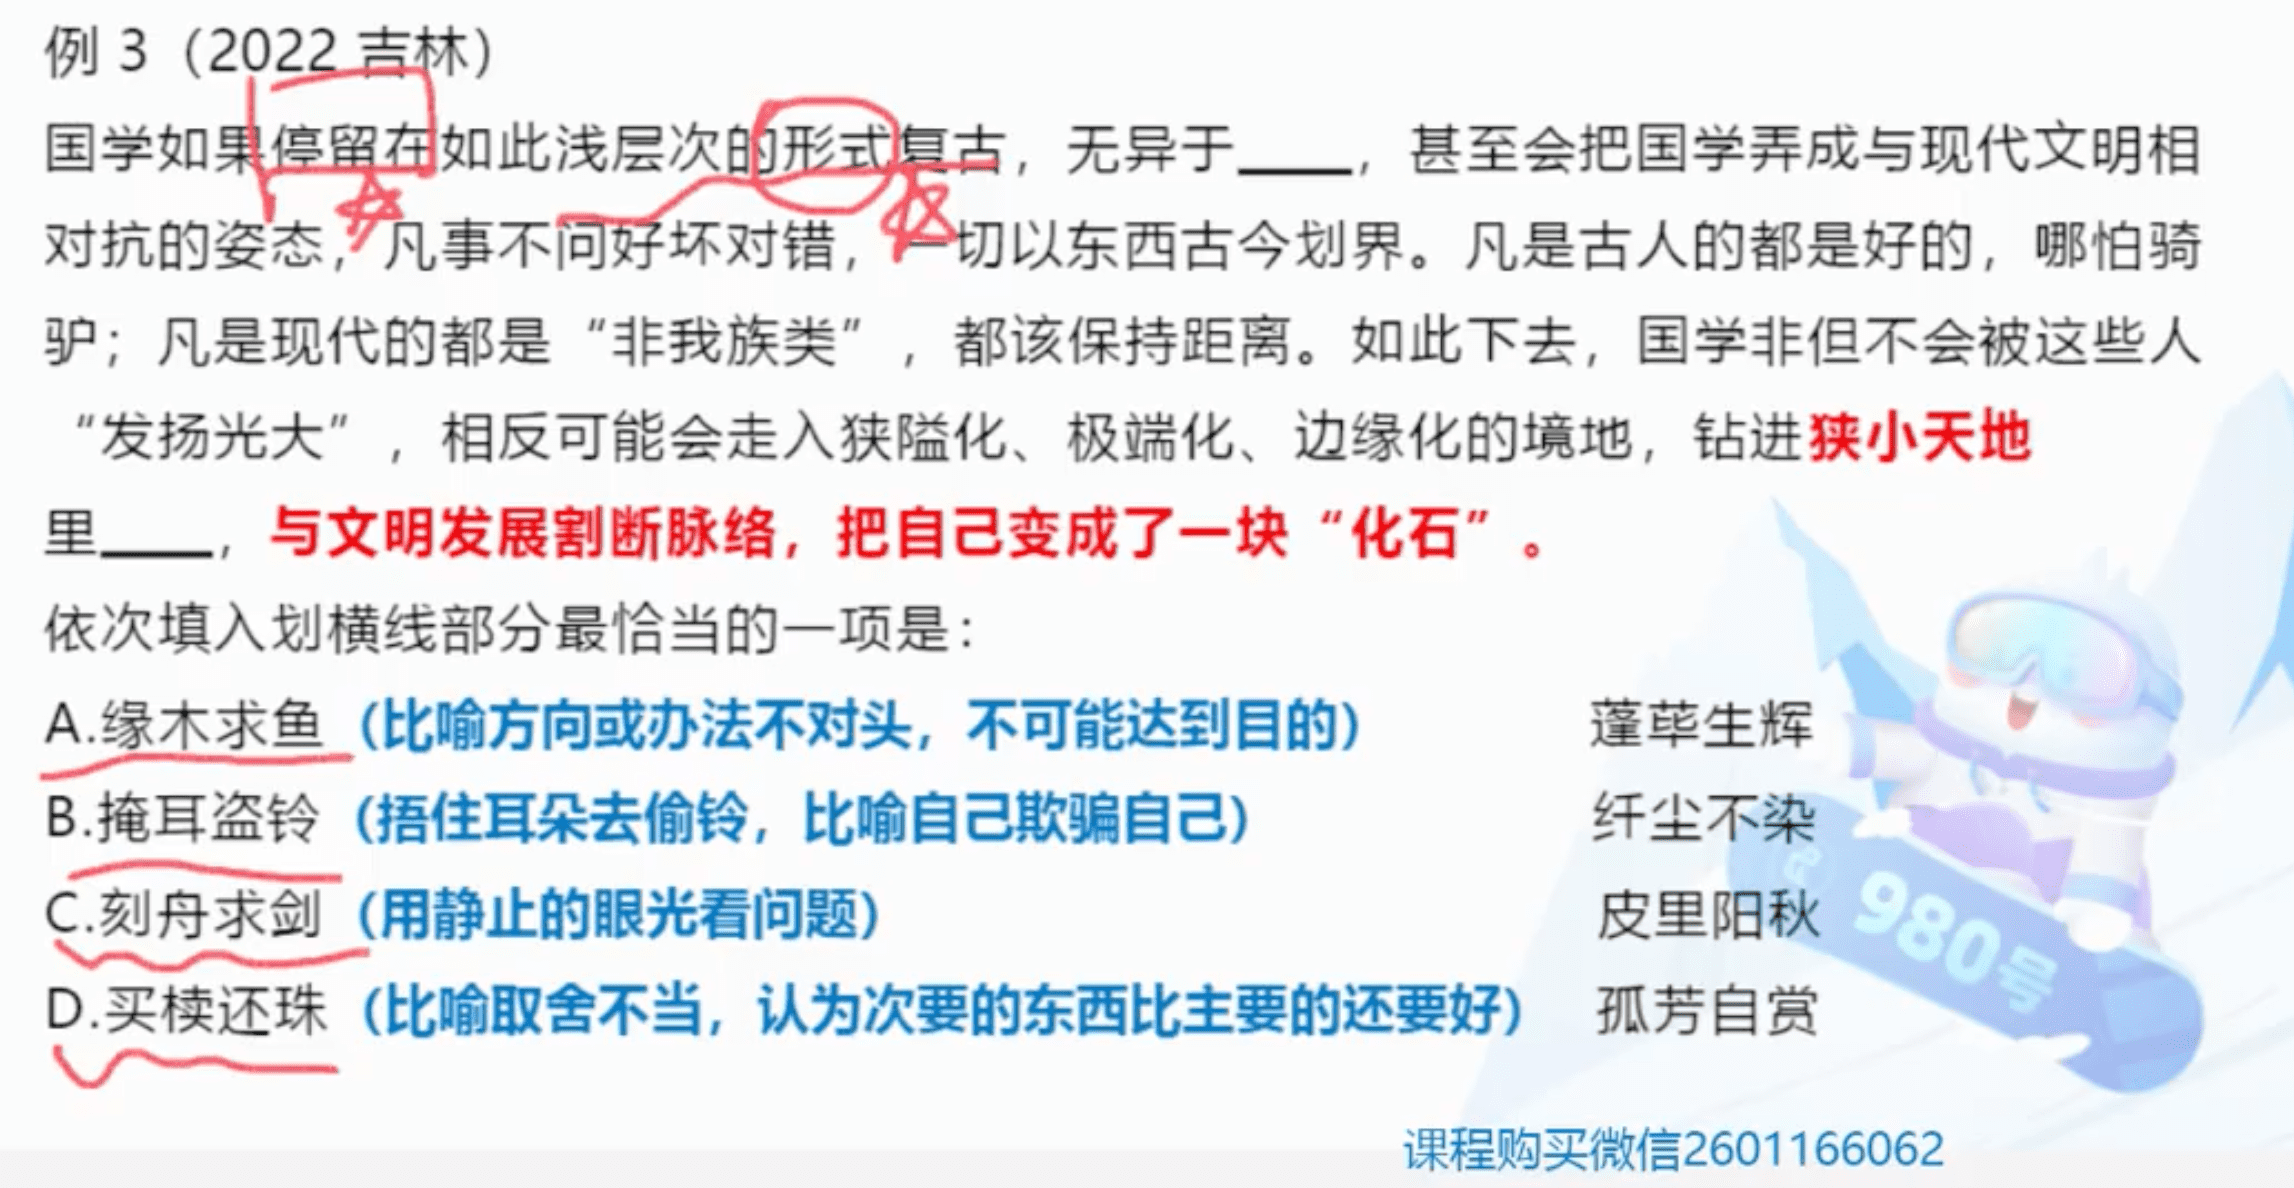 例 3（2022 吉林）
国学如果停留在如此浅层次的形式复古，无异于____，甚至会把国学弄成与现代文明相
对抗的姿态，凡事不问好坏对错，一切以东西古今划界。凡是古人的都是好的，哪怕骑
驴；凡是现代的都是“非我族类”，都该保持距离。如此下去，国学非但不会被这些人
“发扬光大”，相反可能会走入狭隘化、极端化、边缘化的境地，钻进狭小天地
里____，与文明发展割断脉络，把自己变成了一块“化石”。
依次填入划横线部分最恰当的一项是：
A.缘木求鱼（比喻方向或办法不对头，不可能达到目的） 蓬荜生辉
B.掩耳盗铃（捂住耳朵去偷铃，比喻自己欺骗自己） 纤尘不染
C.刻舟求剑（用静止的眼光看问题） 皮里阳秋
D.买椟还珠（比喻取舍不当，认为次要的东西比主要的还要好） 孤芳自赏
980号
课程购买微信2601166062